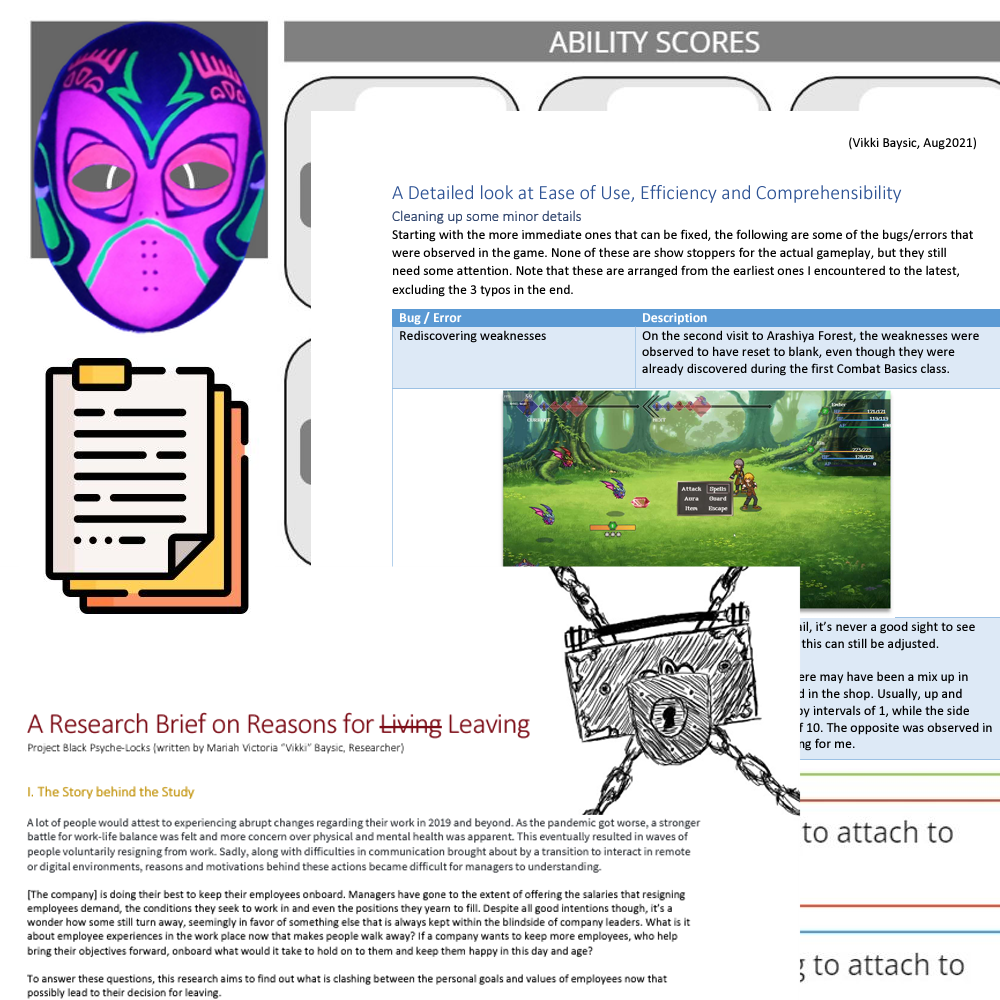 ABILITY SCORES
(Vikki Baysic, Aug2021)
A Detailed look at Ease of Use, Efficiency and Comprehensibility
Cleaning up some minor details
Starting with the more immediate ones that can be fixed, the following are some of the bugs/errors that
were observed in the game. None of these are show stoppers for the actual gameplay, but they still
need some attention. Note that these are arranged from the earliest ones I encountered to the latest,
excluding the 3 typos in the end.
Bug / Error Description
Rediscovering weaknesses On the second visit to Arashiya Forest, the weaknesses were
observed to have reset to blank, even though they were
already discovered during the first Combat Basics class.
Attack Spells
Aura Guard
Item Escape
ail, it's never a good sight to see
this can still be adjusted.
ere may have been a mix up in
d in the shop. Usually, up and
by intervals of 1, while the side
f 10. The opposite was observed in
ng for me.
A Research Brief on Reasons for Living Leaving
Project Black Psyche-Locks (written by Mariah Victoria "Vikki" Baysic, Researcher)
I. The Story behind the Study
A lot of people would attest to experiencing abrupt changes regarding their work in 2019 and beyond. As the pandemic got worse, a stronger
battle for work-life balance was felt and more concern over physical and mental health was apparent. This eventually resulted in waves of
people voluntarily resigning from work. Sadly, along with difficulties in communication brought about by a transition to interact in remote
or digital environments, reasons and motivations behind these actions became difficult for managers to understanding.
[The company] is doing their best to keep their employees onboard. Managers have gone to the extent of offering the salaries that resigning
employees demand, the conditions they seek to work in and even the positions they yearn to fill. Despite all good intentions though, it's a
wonder how some still turn away, seemingly in favor of something else that is always kept within the blindside of company leaders. What is it
about employee experiences in the work place now that makes people walk away? If a company wants to keep more employees, who help
bring their objectives forward, onboard what would it take to hold on to them and keep them happy in this day and age?
To answer these questions, this research aims to find out what is clashing between the personal goals and values of employees now that
possibly lead to their decision for leaving.
to attach to
g to attach to